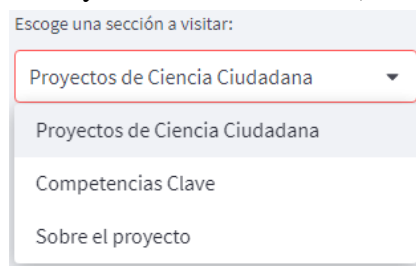 Escoge una sección a visitar:
Proyectos de Ciencia Ciudadana
Proyectos de Ciencia Ciudadana
Competencias Clave
Sobre el proyecto